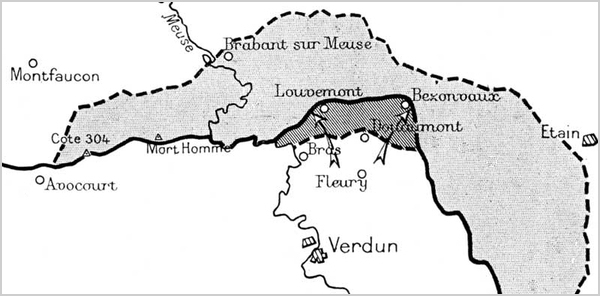 Meuse
Brabant sur Meuse
Montfaucon
Louvemont
Bezonvaux
Cote 304
Mort Homme
Douaumont
Etain
Bras
Avocourt
Fleury
Verdun